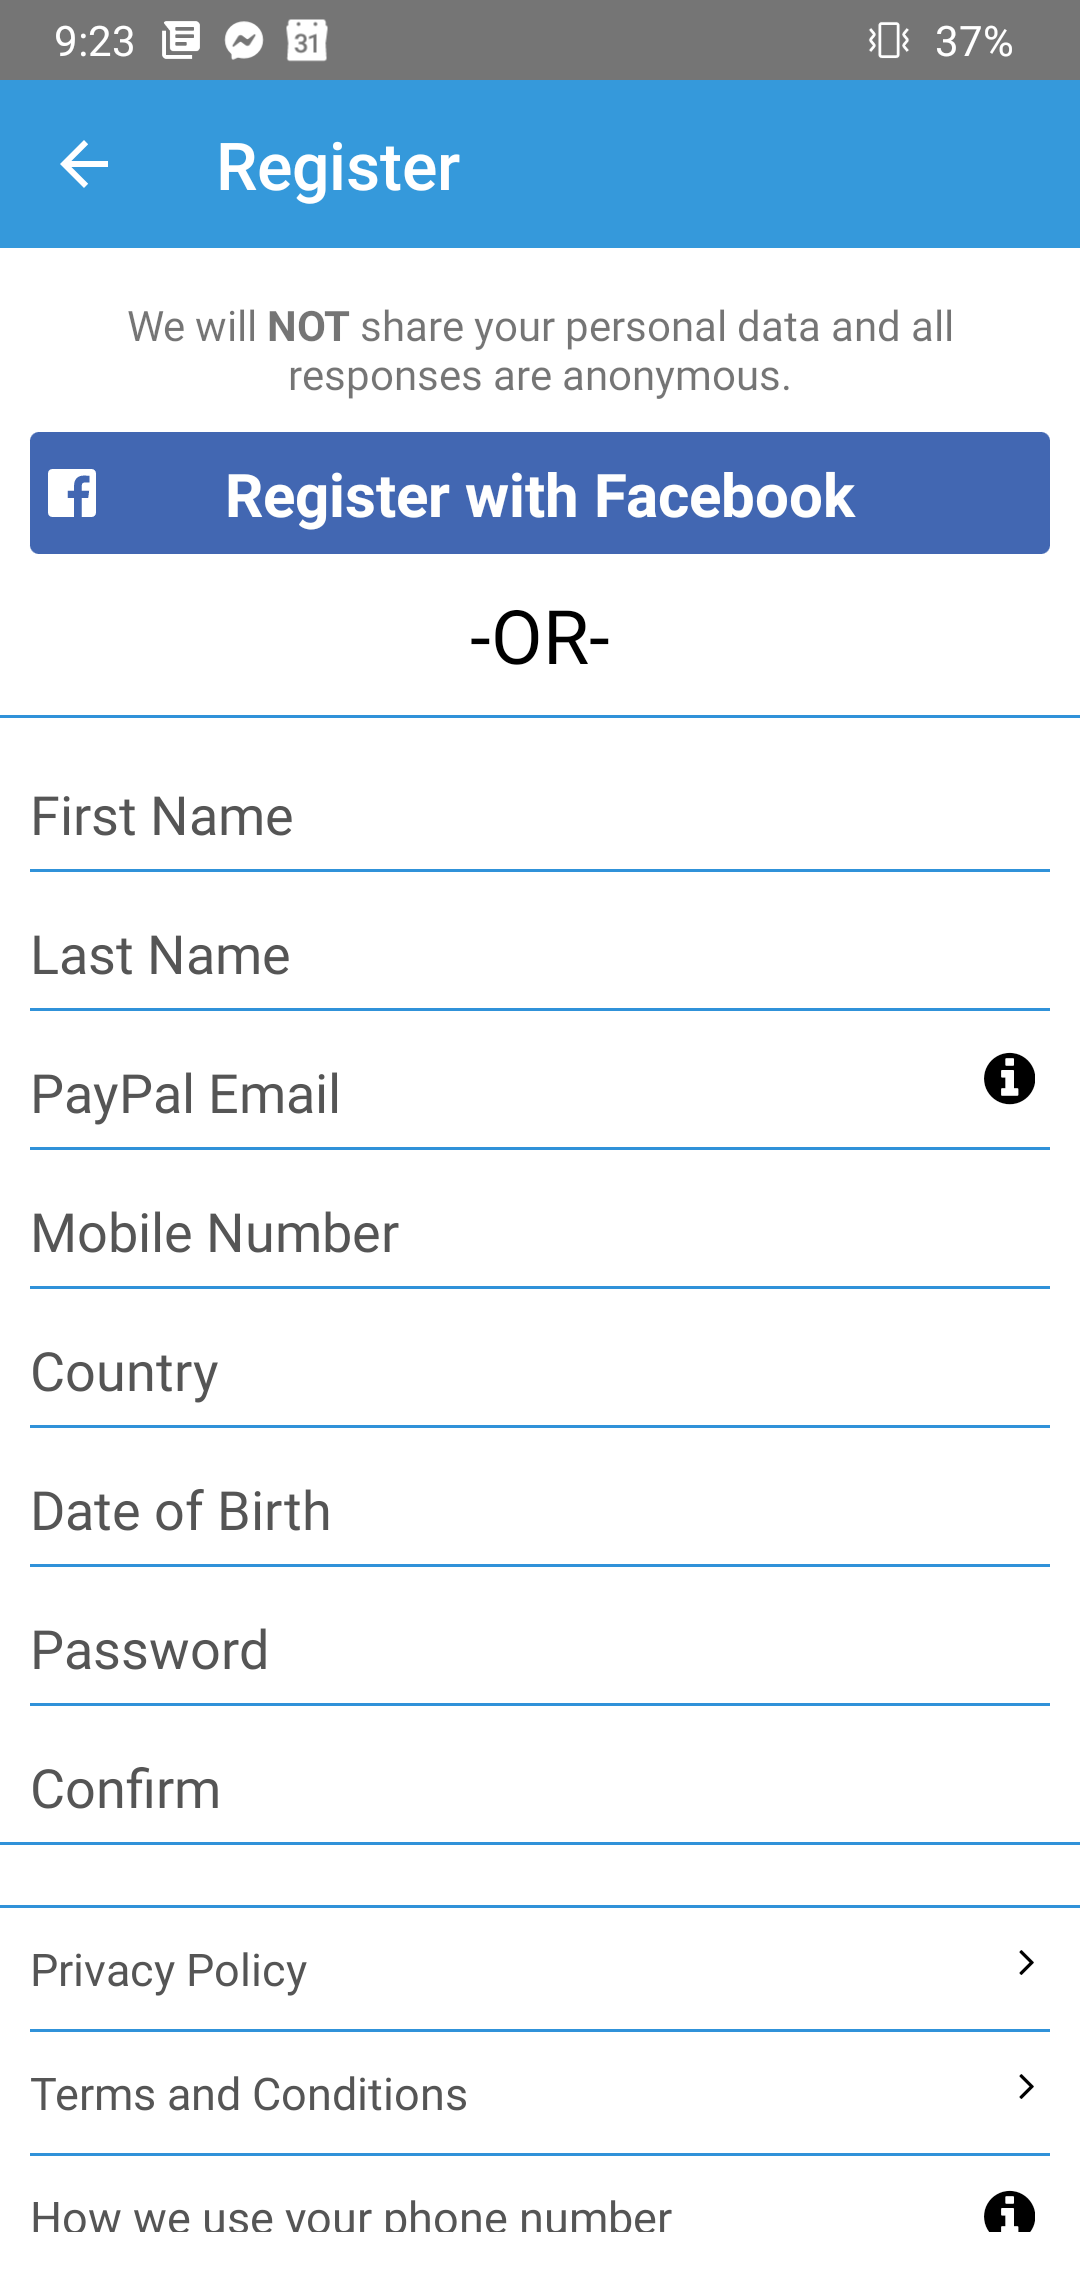 9:23
31
37%
Register
We will NOT share your personal data and all
responses are anonymous.
Register with Facebook
-OR-
First Name
Last Name
PayPal Email
Mobile Number
Country
Date of Birth
Password
Confirm
Privacy Policy
Terms and Conditions
How we use your phone number